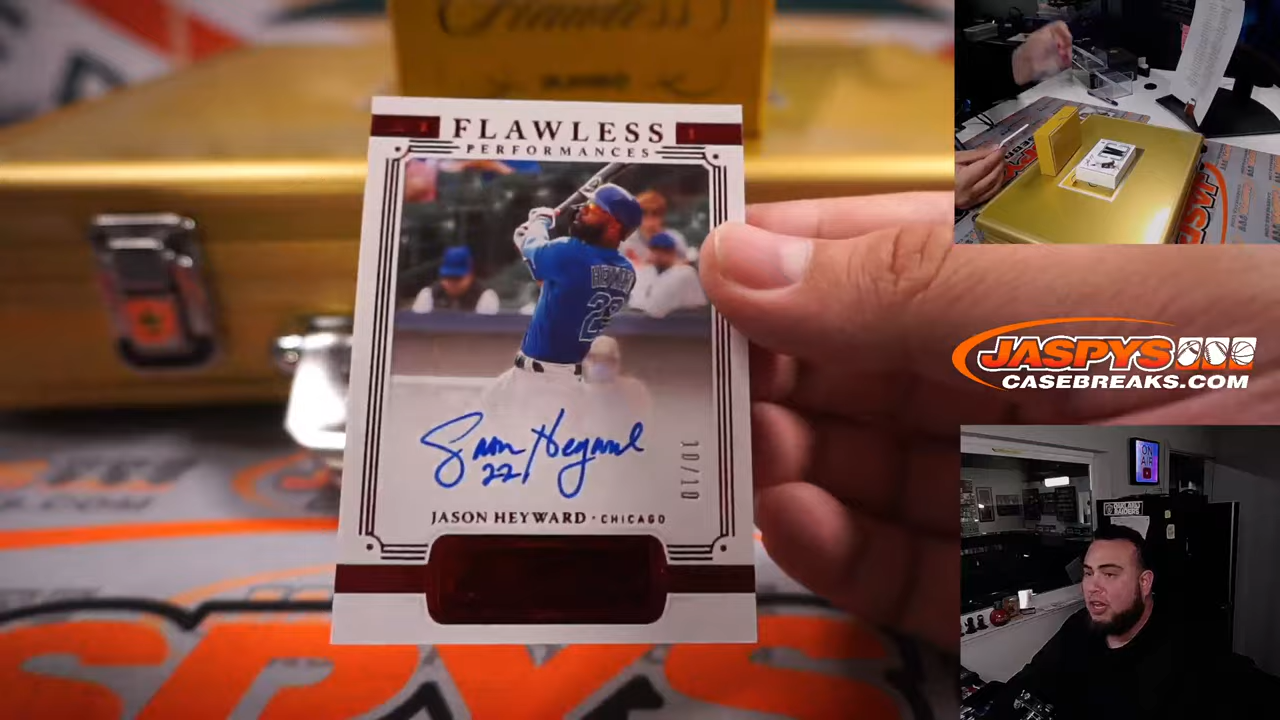 FLAWLESS
PERFORMANCES
HEYWARD
22
Jason Heyward
22
10/10
JASON HEYWARD · CHICAGO
JASPYS
CASEBREAKS.COM
ON
AIR